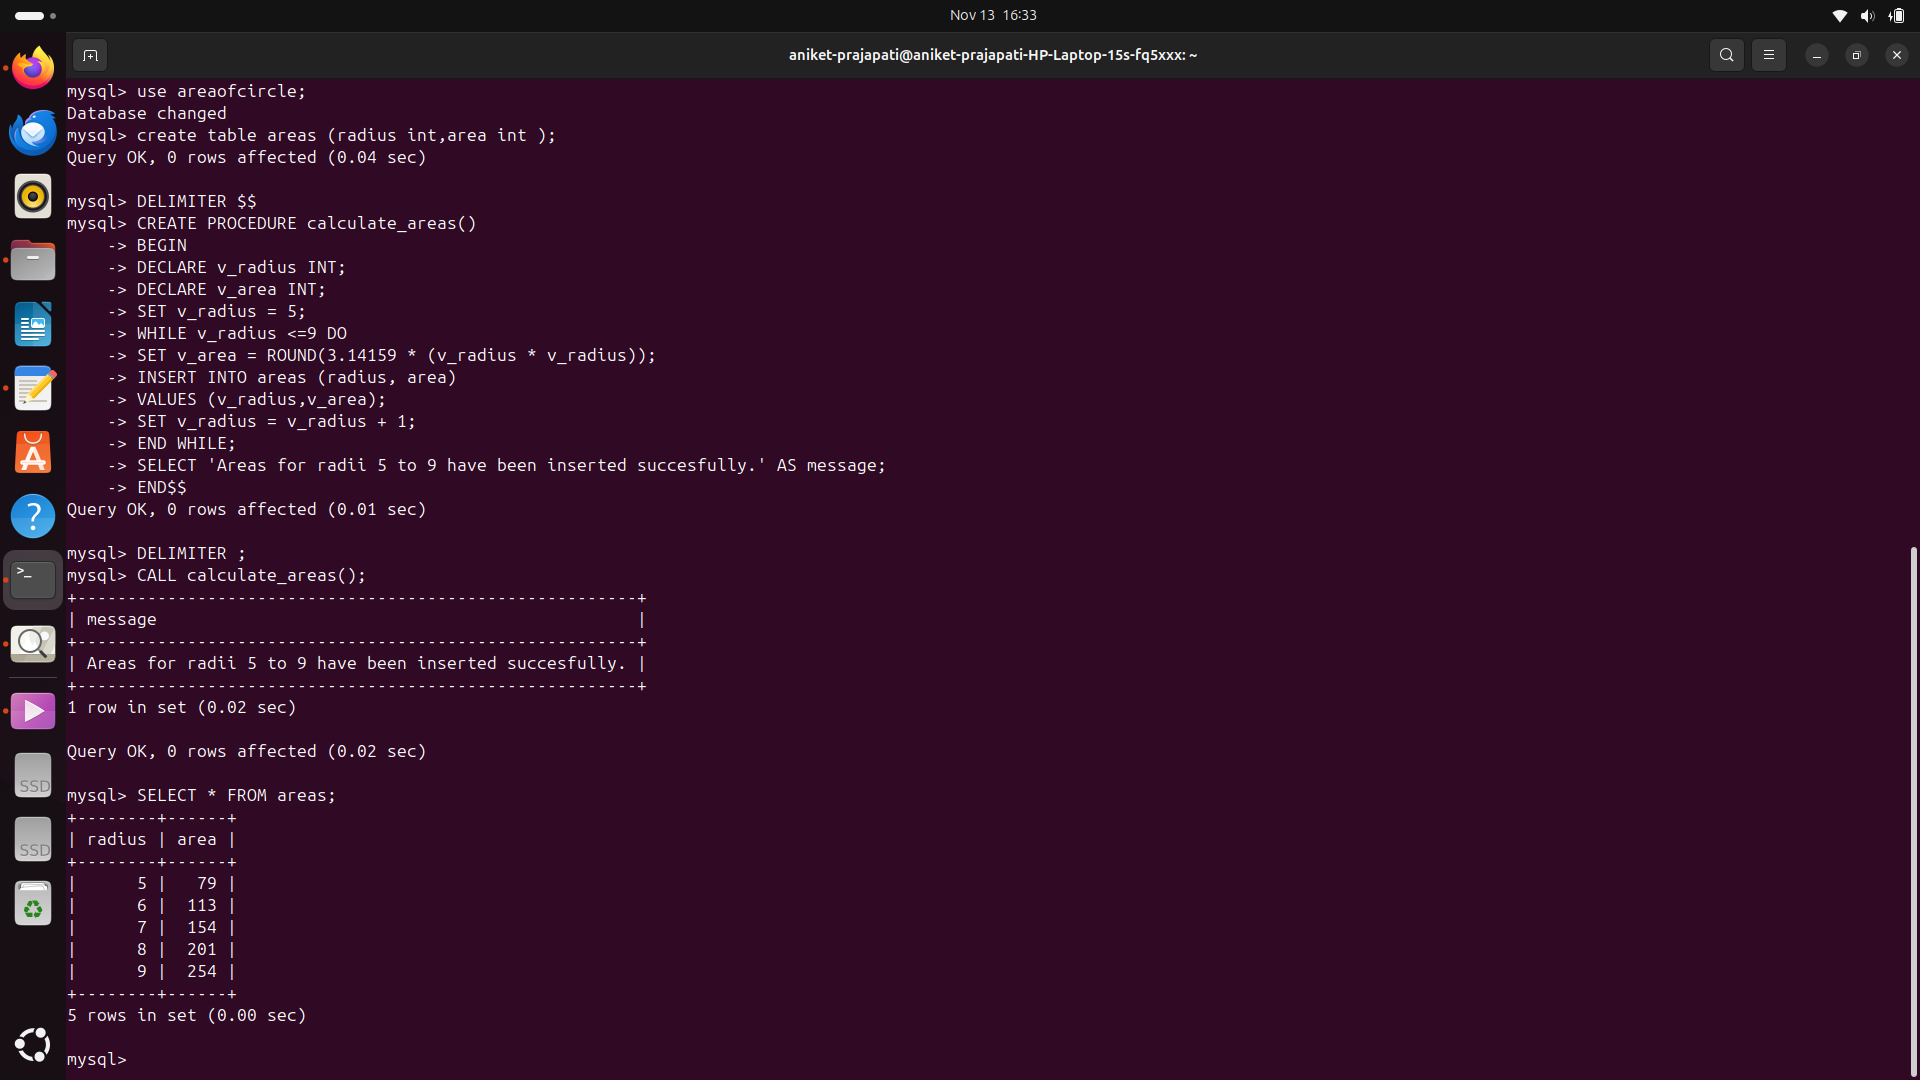 Nov 13 16:33
aniket-prajapati@aniket-prajapati-HP-Laptop-15s-fq5xxx: ~
mysql> use areaofcircle;
Database changed
mysql> create table areas (radius int,area int );
Query OK, 0 rows affected (0.04 sec)
mysql> DELIMITER $$
mysql> CREATE PROCEDURE calculate_areas()
    -> BEGIN
    -> DECLARE v_radius INT;
    -> DECLARE v_area INT;
    -> SET v_radius = 5;
    -> WHILE v_radius <=9 DO
    -> SET v_area = ROUND(3.14159 * (v_radius * v_radius));
    -> INSERT INTO areas (radius, area)
    -> VALUES (v_radius,v_area);
    -> SET v_radius = v_radius + 1;
    -> END WHILE;
    -> SELECT 'Areas for radii 5 to 9 have been inserted succesfully.' AS message;
    -> END$$
Query OK, 0 rows affected (0.01 sec)
mysql> DELIMITER ;
mysql> CALL calculate_areas();
+--------------------------------------------------------+
| message                                                |
+--------------------------------------------------------+
| Areas for radii 5 to 9 have been inserted succesfully. |
+--------------------------------------------------------+
1 row in set (0.02 sec)
Query OK, 0 rows affected (0.02 sec)
mysql> SELECT * FROM areas;
+--------+------+
| radius | area |
+--------+------+
|      5 |   79 |
|      6 |  113 |
|      7 |  154 |
|      8 |  201 |
|      9 |  254 |
+--------+------+
5 rows in set (0.00 sec)
mysql>
SSD
SSD